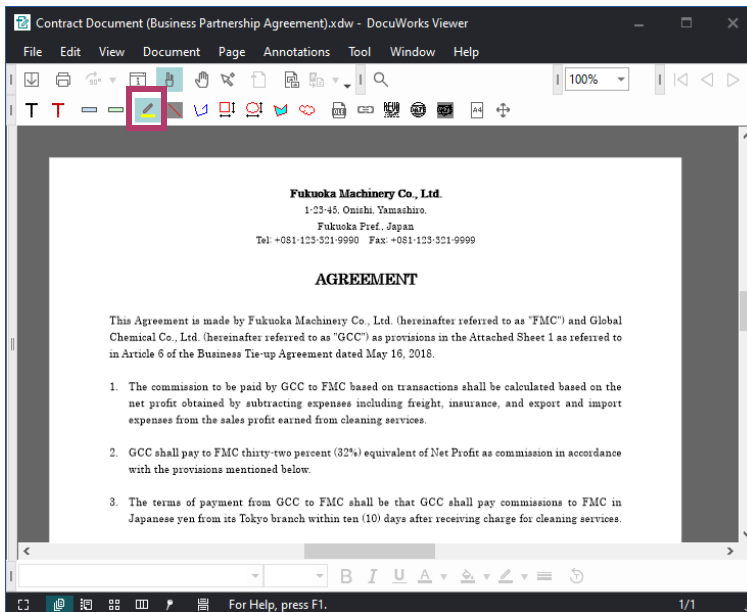 Contract Document (Business Partnership Agreement).xdw - DocuWorks Viewer
File Edit View Document Page Annotations Tool Window Help
100%
T T A4
Fukuoka Machinery Co., Ltd.
1-23-45, Onishi, Yamashiro,
Fukuoka Pref., Japan
Tel: +081-123-321-9990 Fax: +081-123-321-9999
AGREEMENT
This Agreement is made by Fukuoka Machinery Co., Ltd. (hereinafter referred to as "FMC") and Global
Chemical Co., Ltd. (hereinafter referred to as "GCC") as provisions in the Attached Sheet 1 as referred to
in Article 6 of the Business Tie-up Agreement dated May 16, 2018.
1. The commission to be paid by GCC to FMC based on transactions shall be calculated based on the
net profit obtained by subtracting expenses including freight, insurance, and export and import
expenses from the sales profit earned from cleaning services.
2. GCC shall pay to FMC thirty-two percent (32%) equivalent of Net Profit as commission in accordance
with the provisions mentioned below.
3. The terms of payment from GCC to FMC shall be that GCC shall pay commissions to FMC in
Japanese yen from its Tokyo branch within ten (10) days after receiving charge for cleaning services.
B I U A
For Help, press F1. 1/1